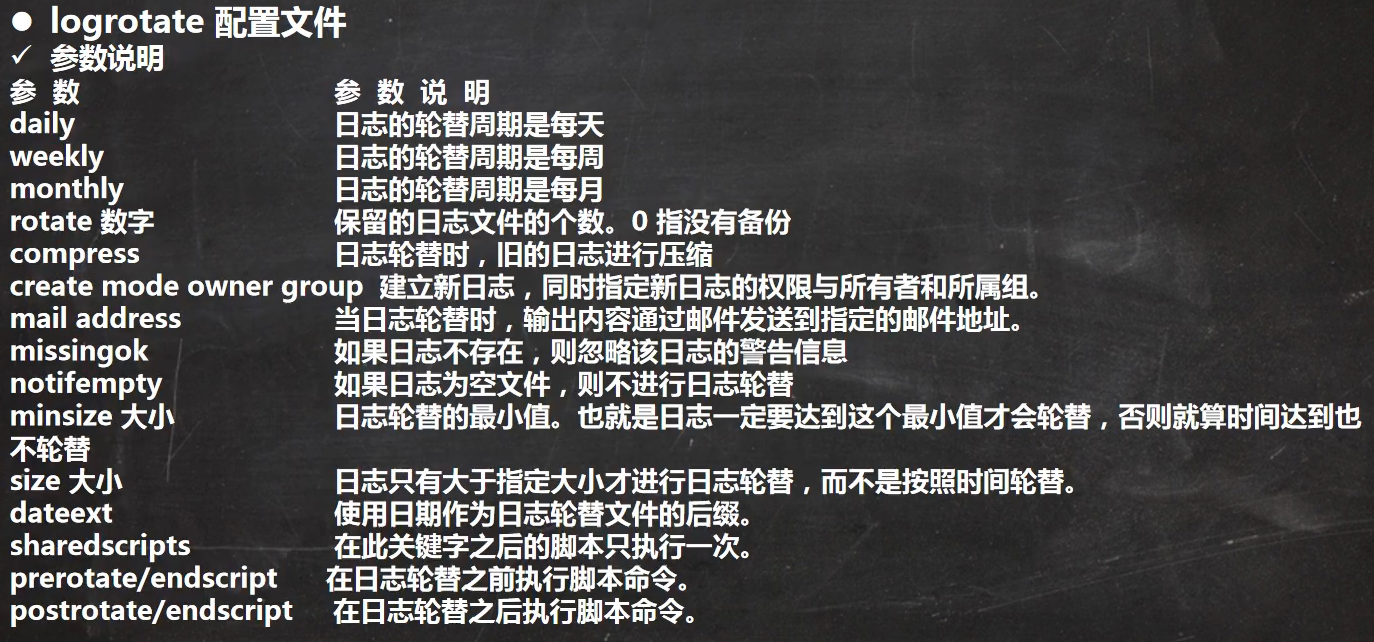 ● logrotate 配置文件
✓ 参数说明
参 数 参 数 说 明
daily 日志的轮替周期是每天
weekly 日志的轮替周期是每周
monthly 日志的轮替周期是每月
rotate 数字 保留的日志文件的个数。0 指没有备份
compress 日志轮替时，旧的日志进行压缩
create mode owner group 建立新日志，同时指定新日志的权限与所有者和所属组。
mail address 当日志轮替时，输出内容通过邮件发送到指定的邮件地址。
missingok 如果日志不存在，则忽略该日志的警告信息
notifempty 如果日志为空文件，则不进行日志轮替
minsize 大小 日志轮替的最小值。也就是日志一定要达到这个最小值才会轮替，否则就算时间达到也
不轮替
size 大小 日志只有大于指定大小才进行日志轮替，而不是按照时间轮替。
dateext 使用日期作为日志轮替文件的后缀。
sharedscripts 在此关键字之后的脚本只执行一次。
prerotate/endscript 在日志轮替之前执行脚本命令。
postrotate/endscript 在日志轮替之后执行脚本命令。